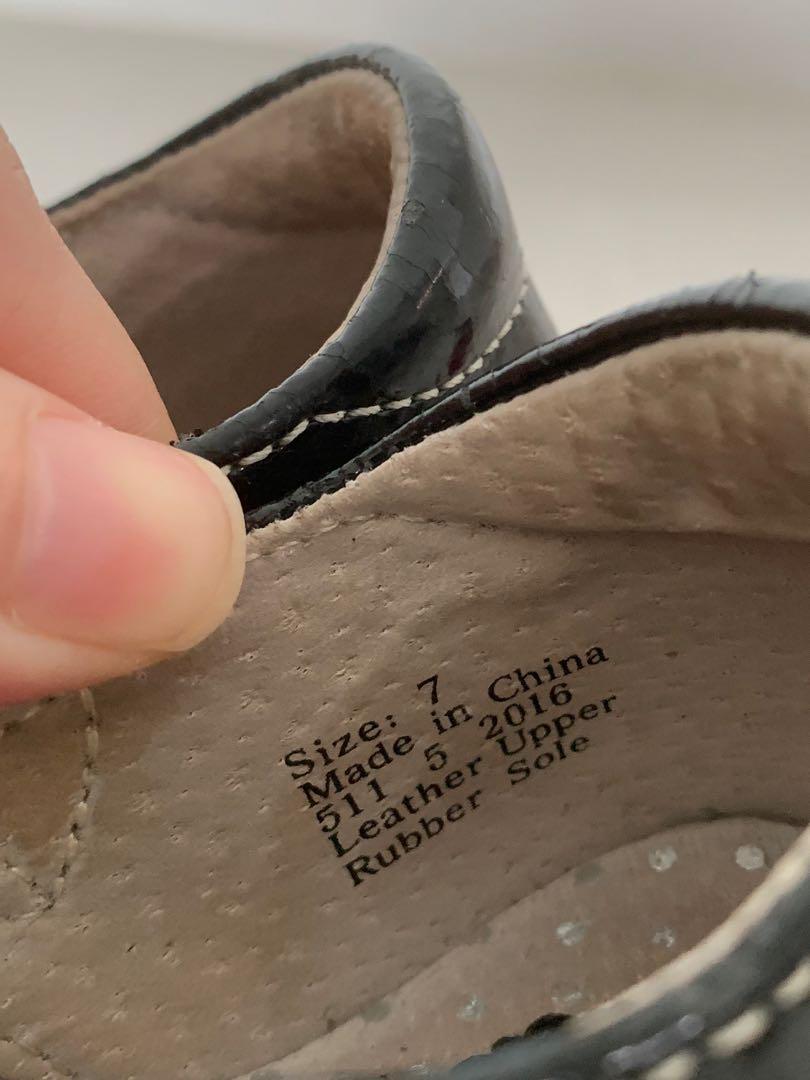 Size: 7
Made in China
511 5 2016
Leather Upper
Rubber Sole